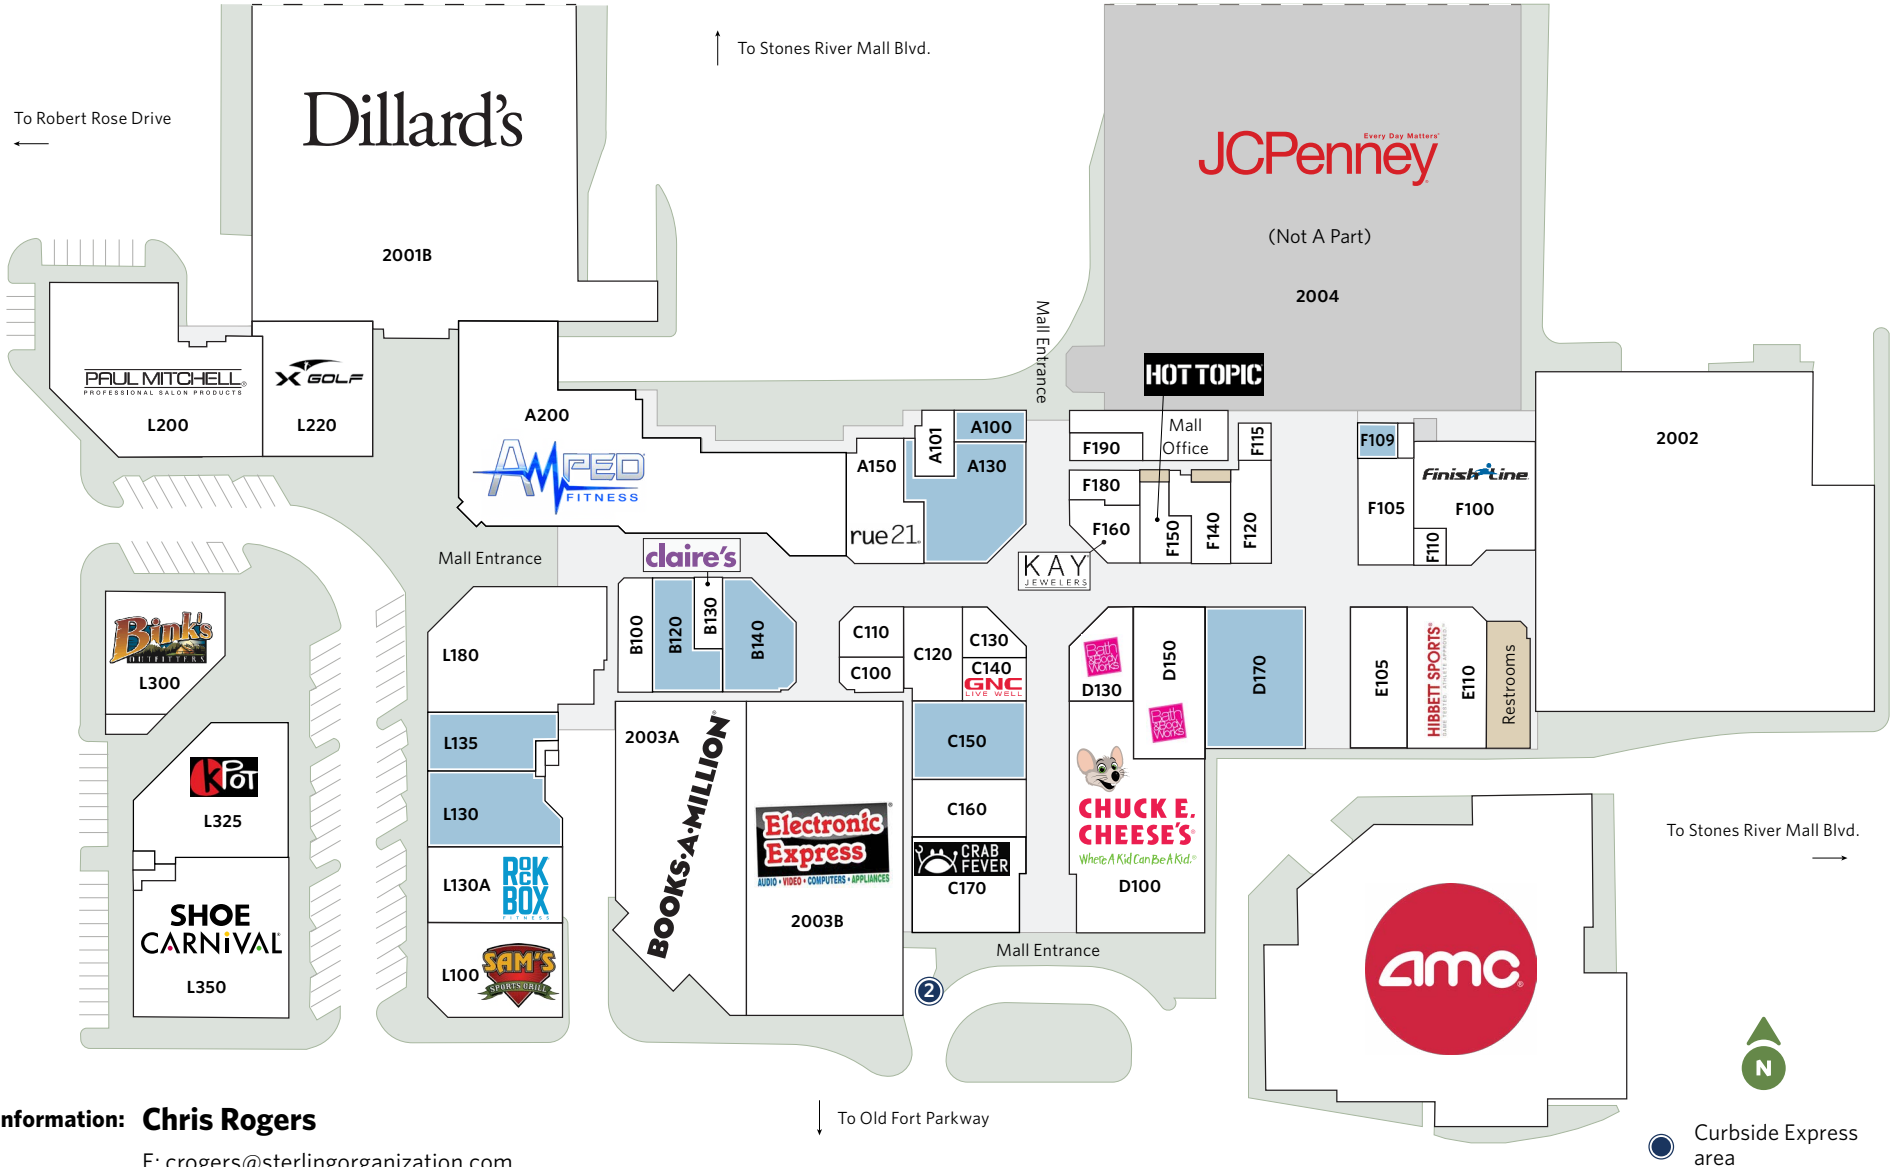 To Stones River Mall Blvd.
To Robert Rose Drive
Dillard's
2001B
Every Day Matters
JCPenney
(Not A Part)
2004
Mall Entrance
HOT TOPIC
PAUL MITCHELL
PROFESSIONAL SALON PRODUCTS
L200
X GOLF
L220
A200
AMPED
FITNESS
A150
rue21
A101
A100
A130
F190
Mall
Office
F115
F180
F160
F150
F140
F120
F109
F105
Finish Line
F100
F110
2002
Mall Entrance
claire's
KAY
JEWELERS
Bink's
OUTFITTERS
L300
L180
B100
B120
B130
B140
C110
C100
C120
C130
C140
GNC
LIVE WELL
Bath
& Body
Works
D130
D150
Bath
& Body
Works
D170
E105
HIBBETT SPORTS
E110
Restrooms
L135
2003A
BOOKS-A-MILLION
C150
KPOT
L325
L130
Electronic
Express
AUDIO • VIDEO • COMPUTERS • APPLIANCES
2003B
C160
CHUCK E.
CHEESE'S
Where A Kid Can Be A Kid.
D100
To Stones River Mall Blvd.
CRAB
FEVER
C170
L130A
ROCK
BOX
FITNESS
SHOE
CARNIVAL
L350
L100
SAM'S
SPORTS GRILL
Mall Entrance
2
amc
N
nformation: Chris Rogers
To Old Fort Parkway
Curbside Express
area
E: crogers@sterlingorganization.com